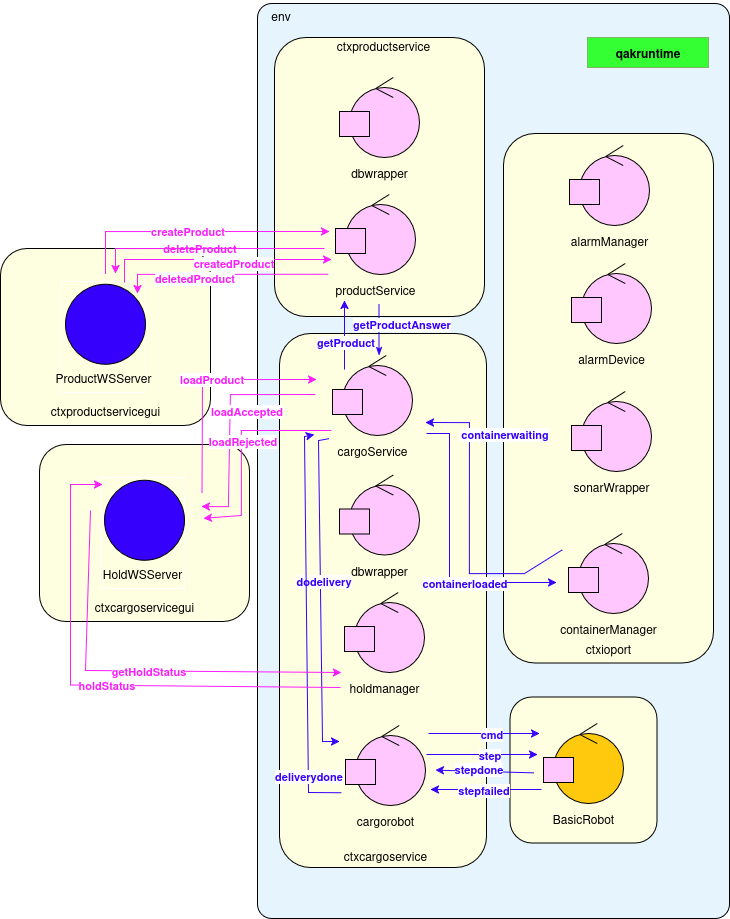 env
ctxproductservice
qakruntime
dbwrapper
alarmManager
createProduct
deleteProduct
createdProduct
deletedProduct
productService
getProductAnswer
getProduct
alarmDevice
ProductWSServer
loadProduct
ctxproductservicegui
loadAccepted
loadRejected
containerwaiting
cargoService
sonarWrapper
HoldWSServer
dbwrapper
dodelivery
containerloaded
ctxcargoservicegui
containerManager
ctxioport
getHoldStatus
holdStatus
holdmanager
cmd
step
stepdone
deliverydone
stepfailed
cargorobot
BasicRobot
ctxcargoservice